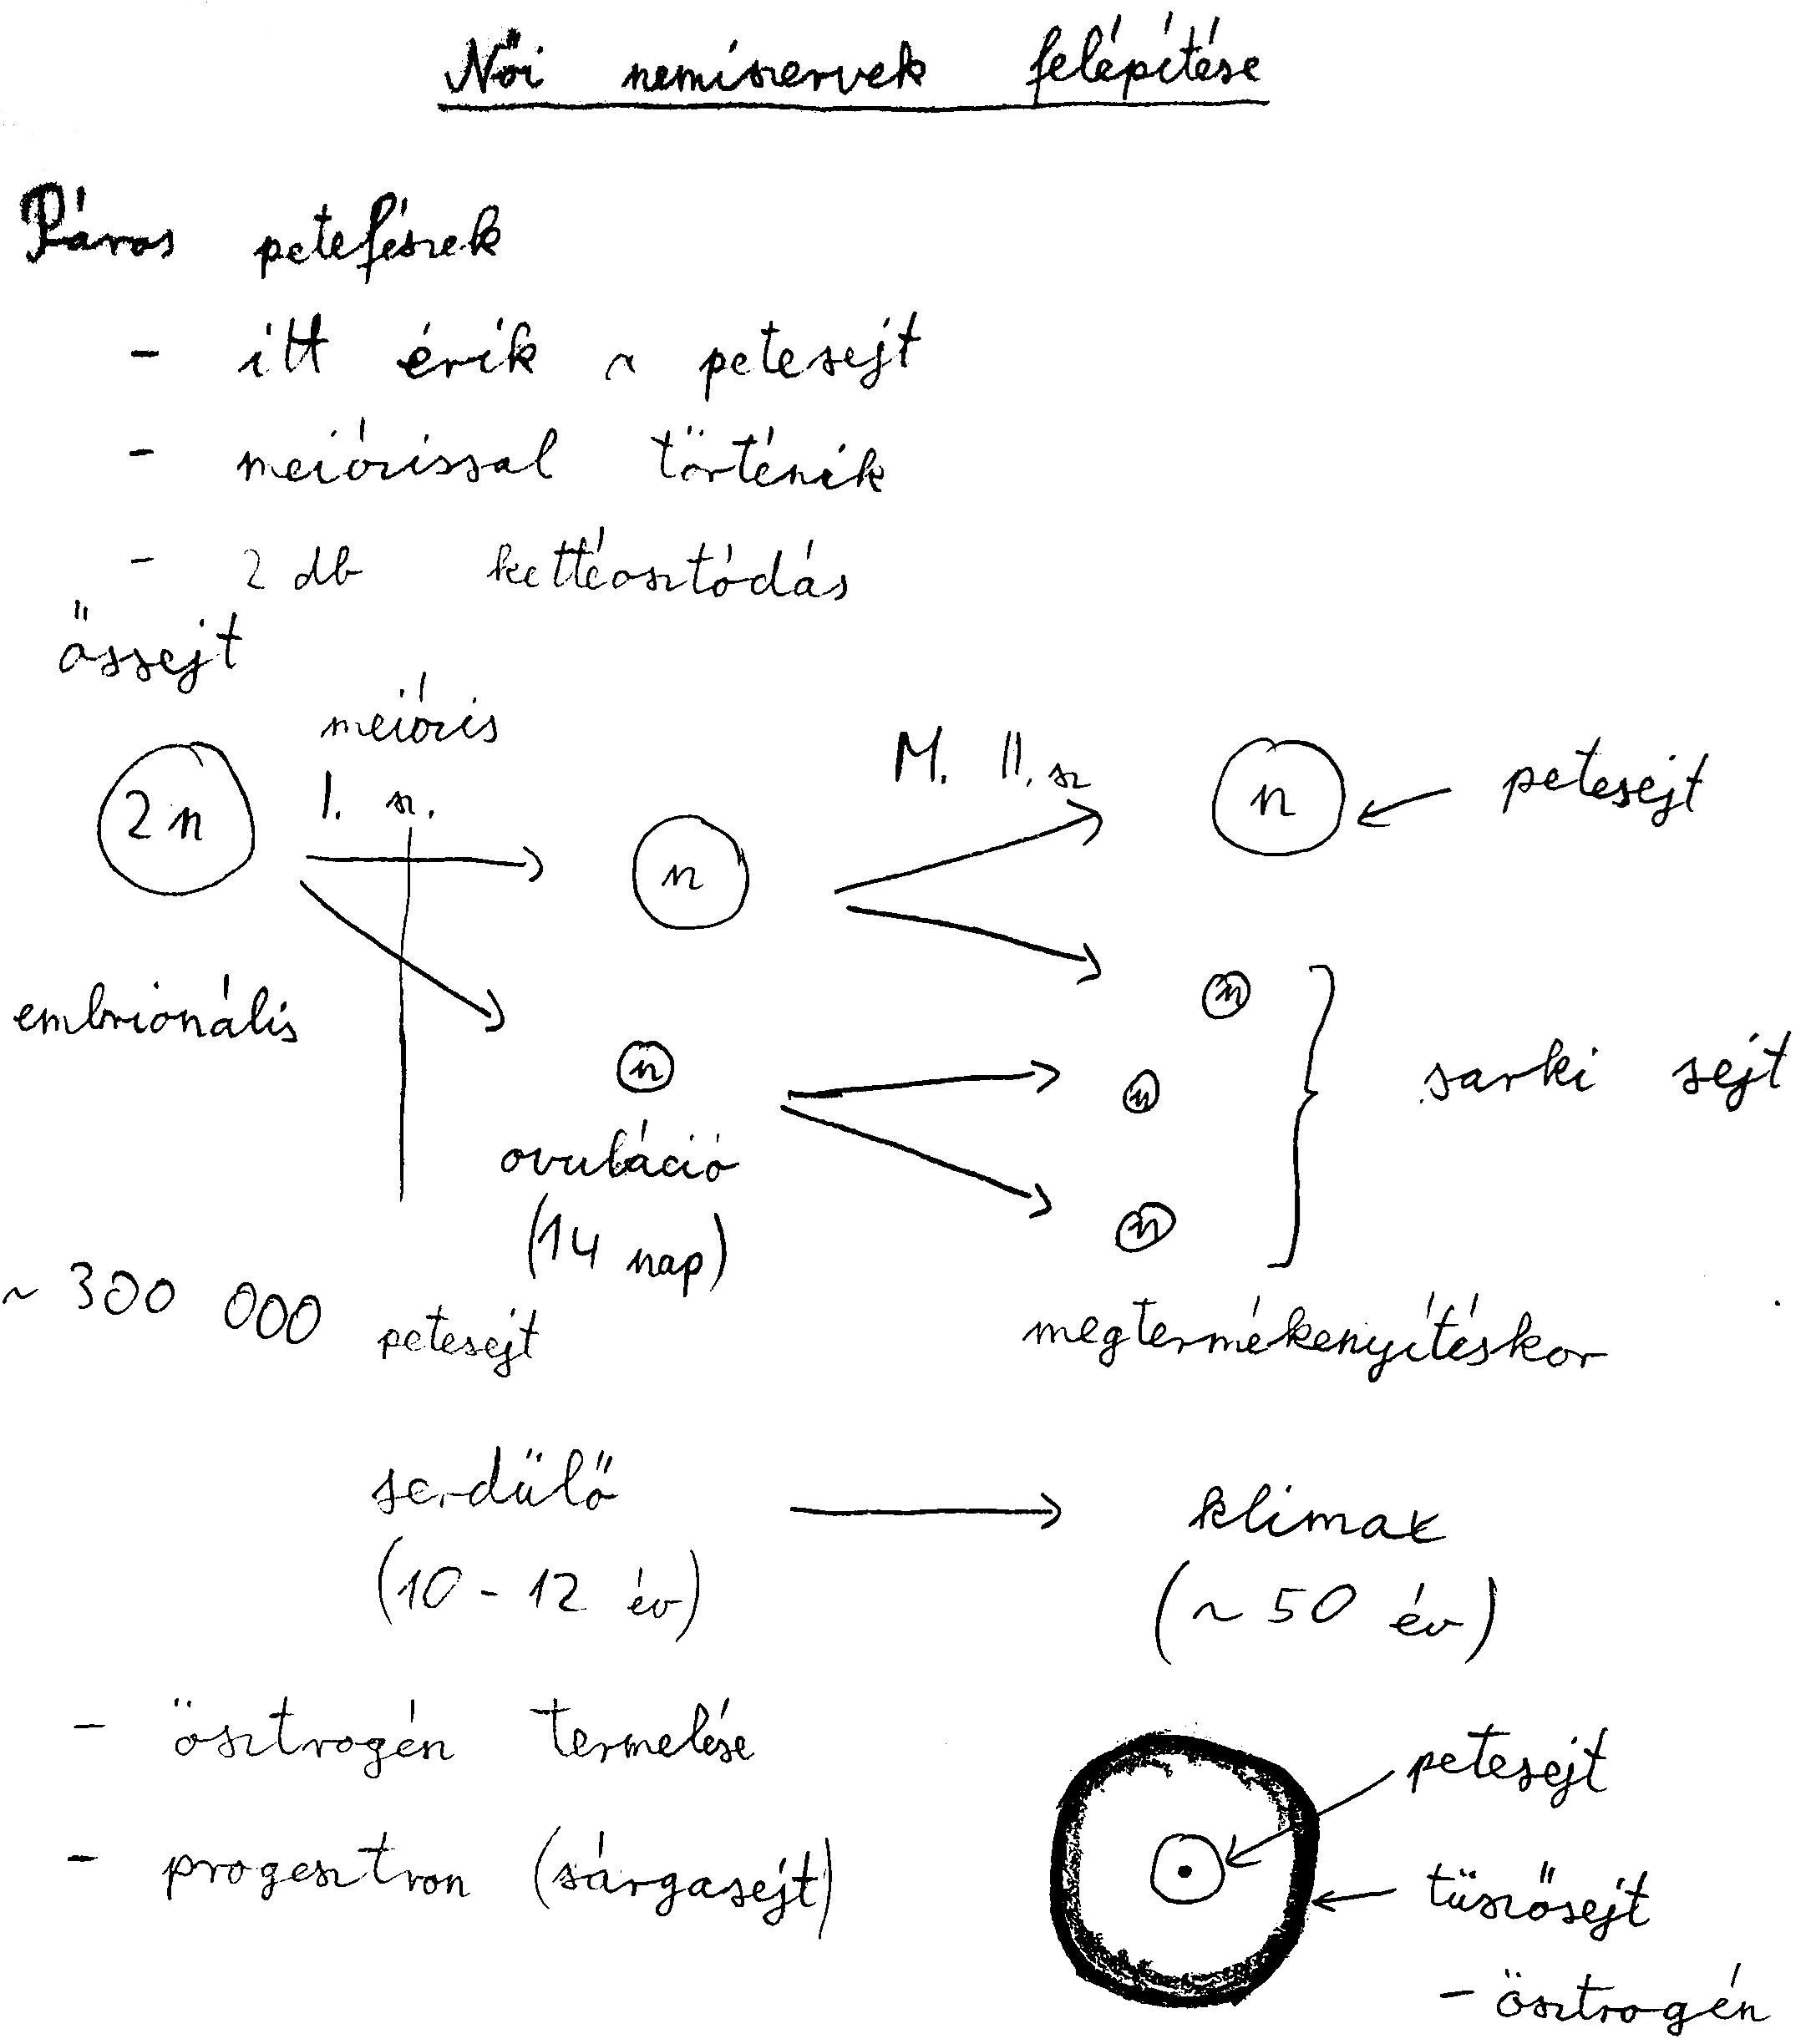 Női nemiszervek felépítése
Páros petefészek
- itt érik a petesejt
- meiózissal történik
- 2 db kettéosztódás
őssejt
meiózis
I. sz.
M. II. sz
2n
n
n
petesejt
embrionális
n
n
n
n
sarki sejt
ovuláció
(14 nap)
~ 300 000 petesejt
megtermékenyítéskor
serdülő
klimax
(10 - 12 év)
(~ 50 év)
- ösztrogén termelése
- progesztron (sárgasejt)
petesejt
tüszősejt
- ösztrogén